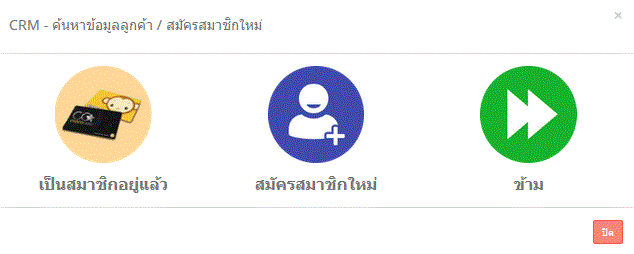 CRM - ค้นหาข้อมูลลูกค้า / สมัครสมาชิกใหม่
×
เป็นสมาชิกอยู่แล้ว
สมัครสมาชิกใหม่
ข้าม
ปิด